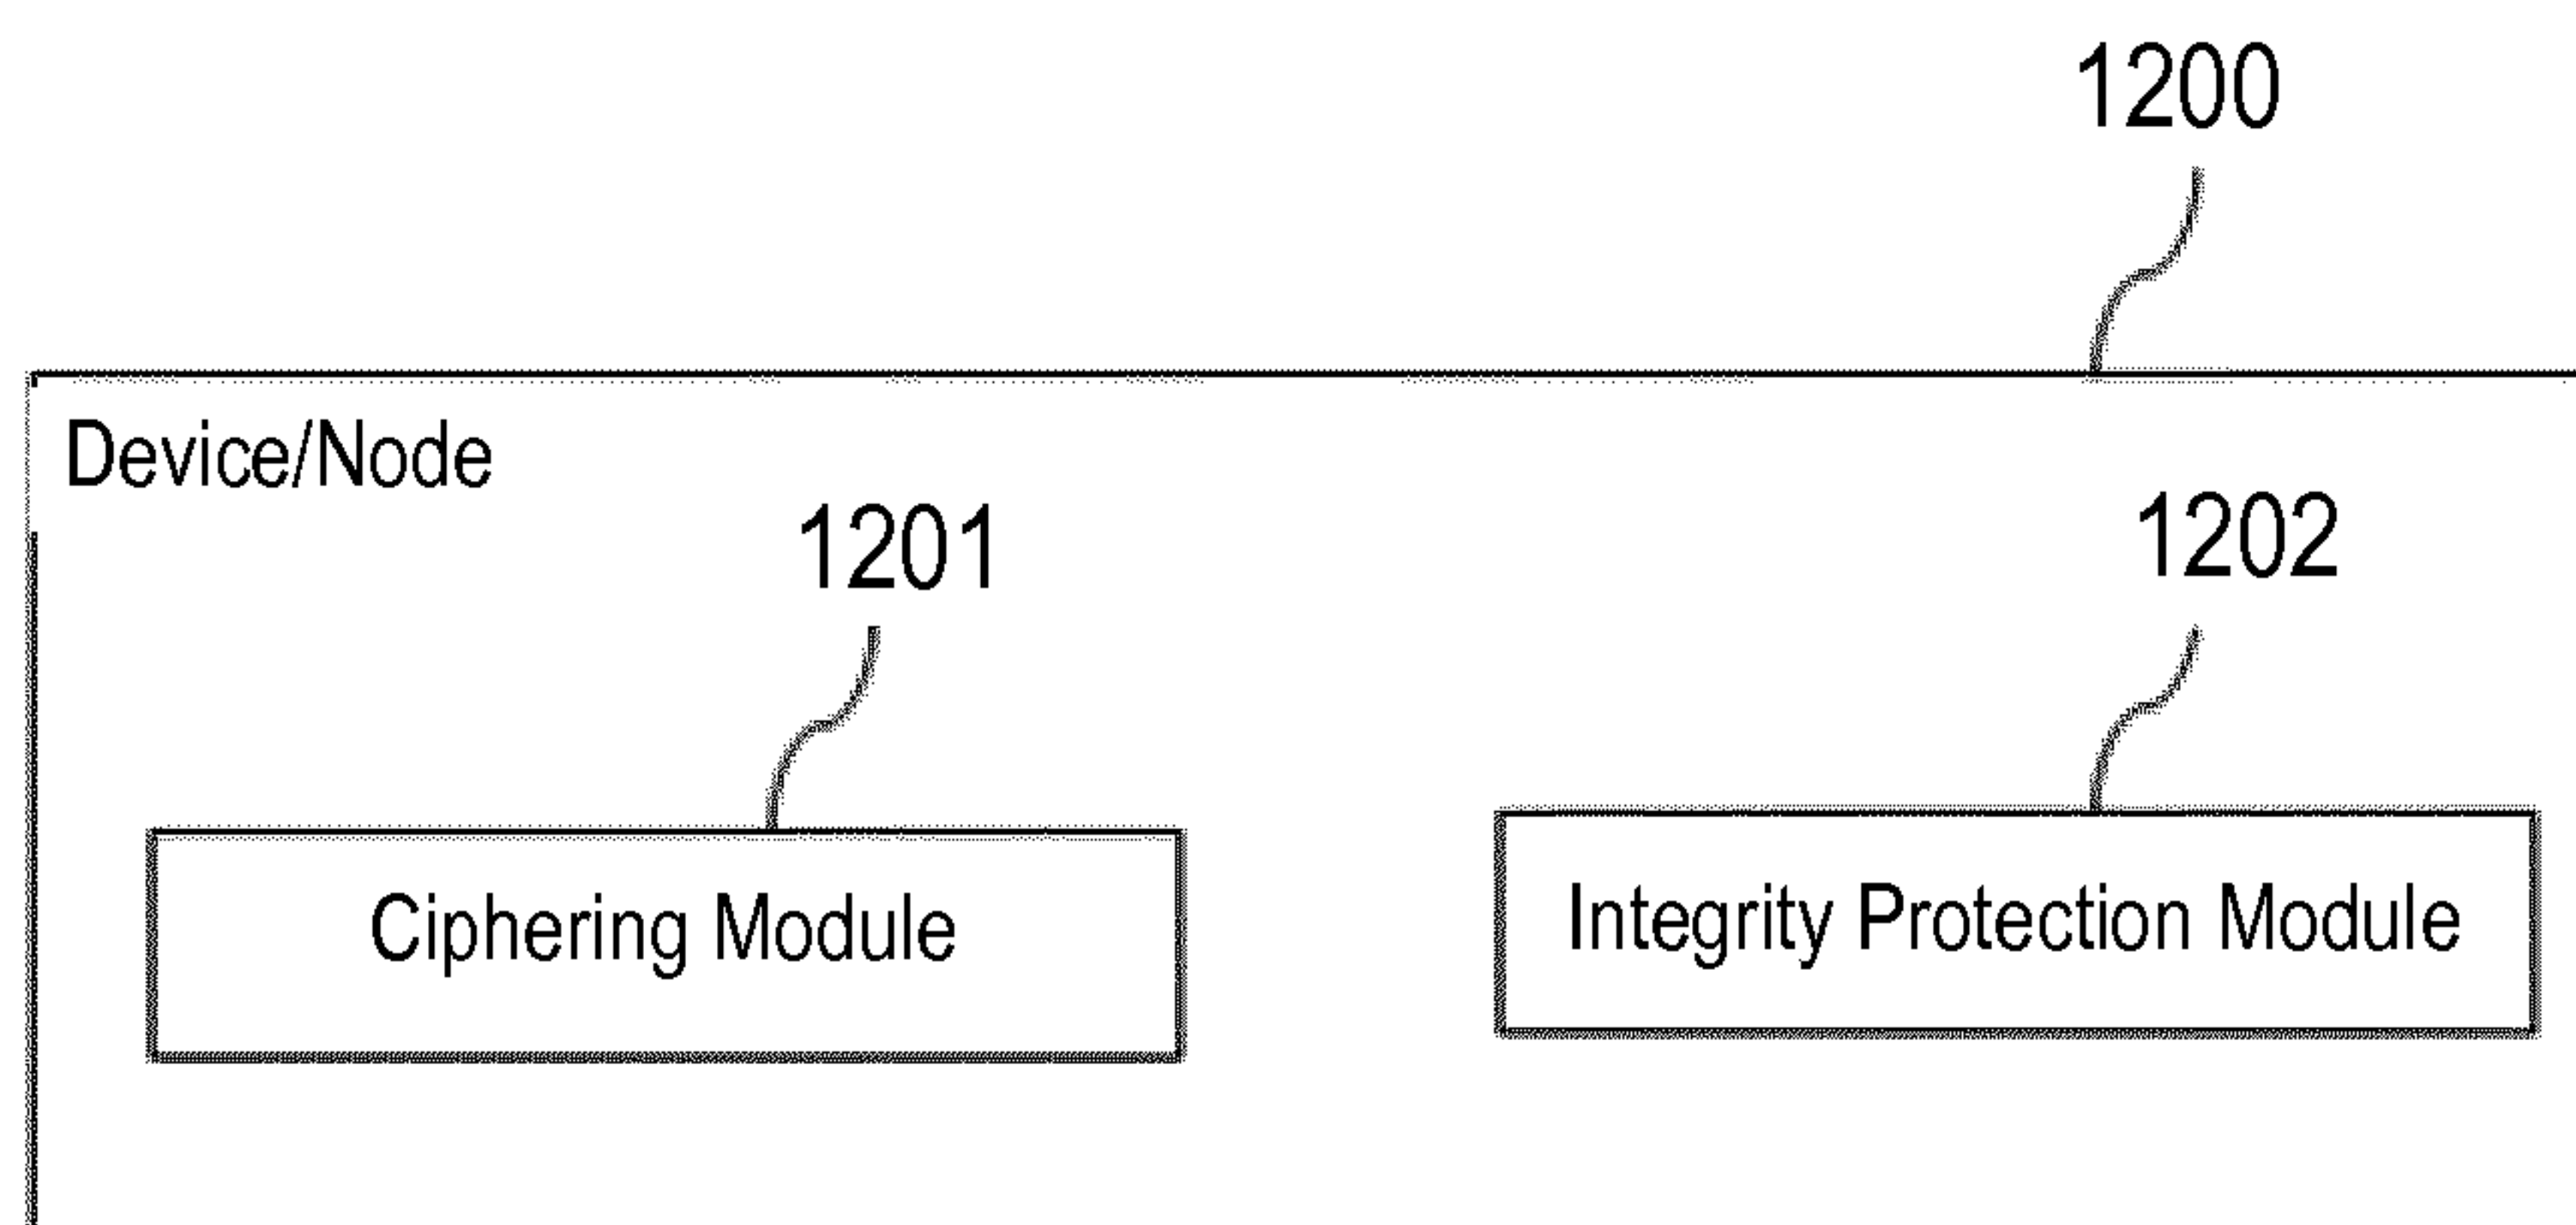 1200
Device/Node
1201
1202
Ciphering Module
Integrity Protection Module